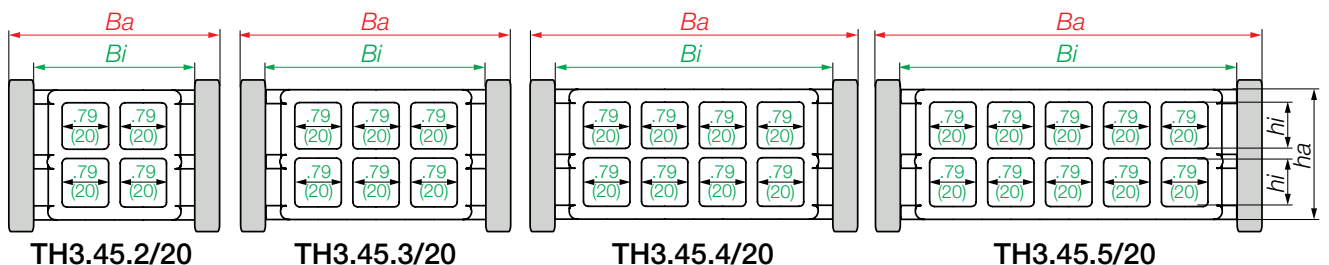 Ba Ba Ba Ba
Bi Bi Bi Bi
.79 .79 .79 .79 .79 .79 .79 .79 .79 .79 .79 .79 .79 .79
(20) (20) (20) (20) (20) (20) (20) (20) (20) (20) (20) (20) (20) (20)
hi
ha
.79 .79 .79 .79 .79 .79 .79 .79 .79 .79 .79 .79 .79 .79
(20) (20) (20) (20) (20) (20) (20) (20) (20) (20) (20) (20) (20) (20)
hi
TH3.45.2/20 TH3.45.3/20 TH3.45.4/20 TH3.45.5/20